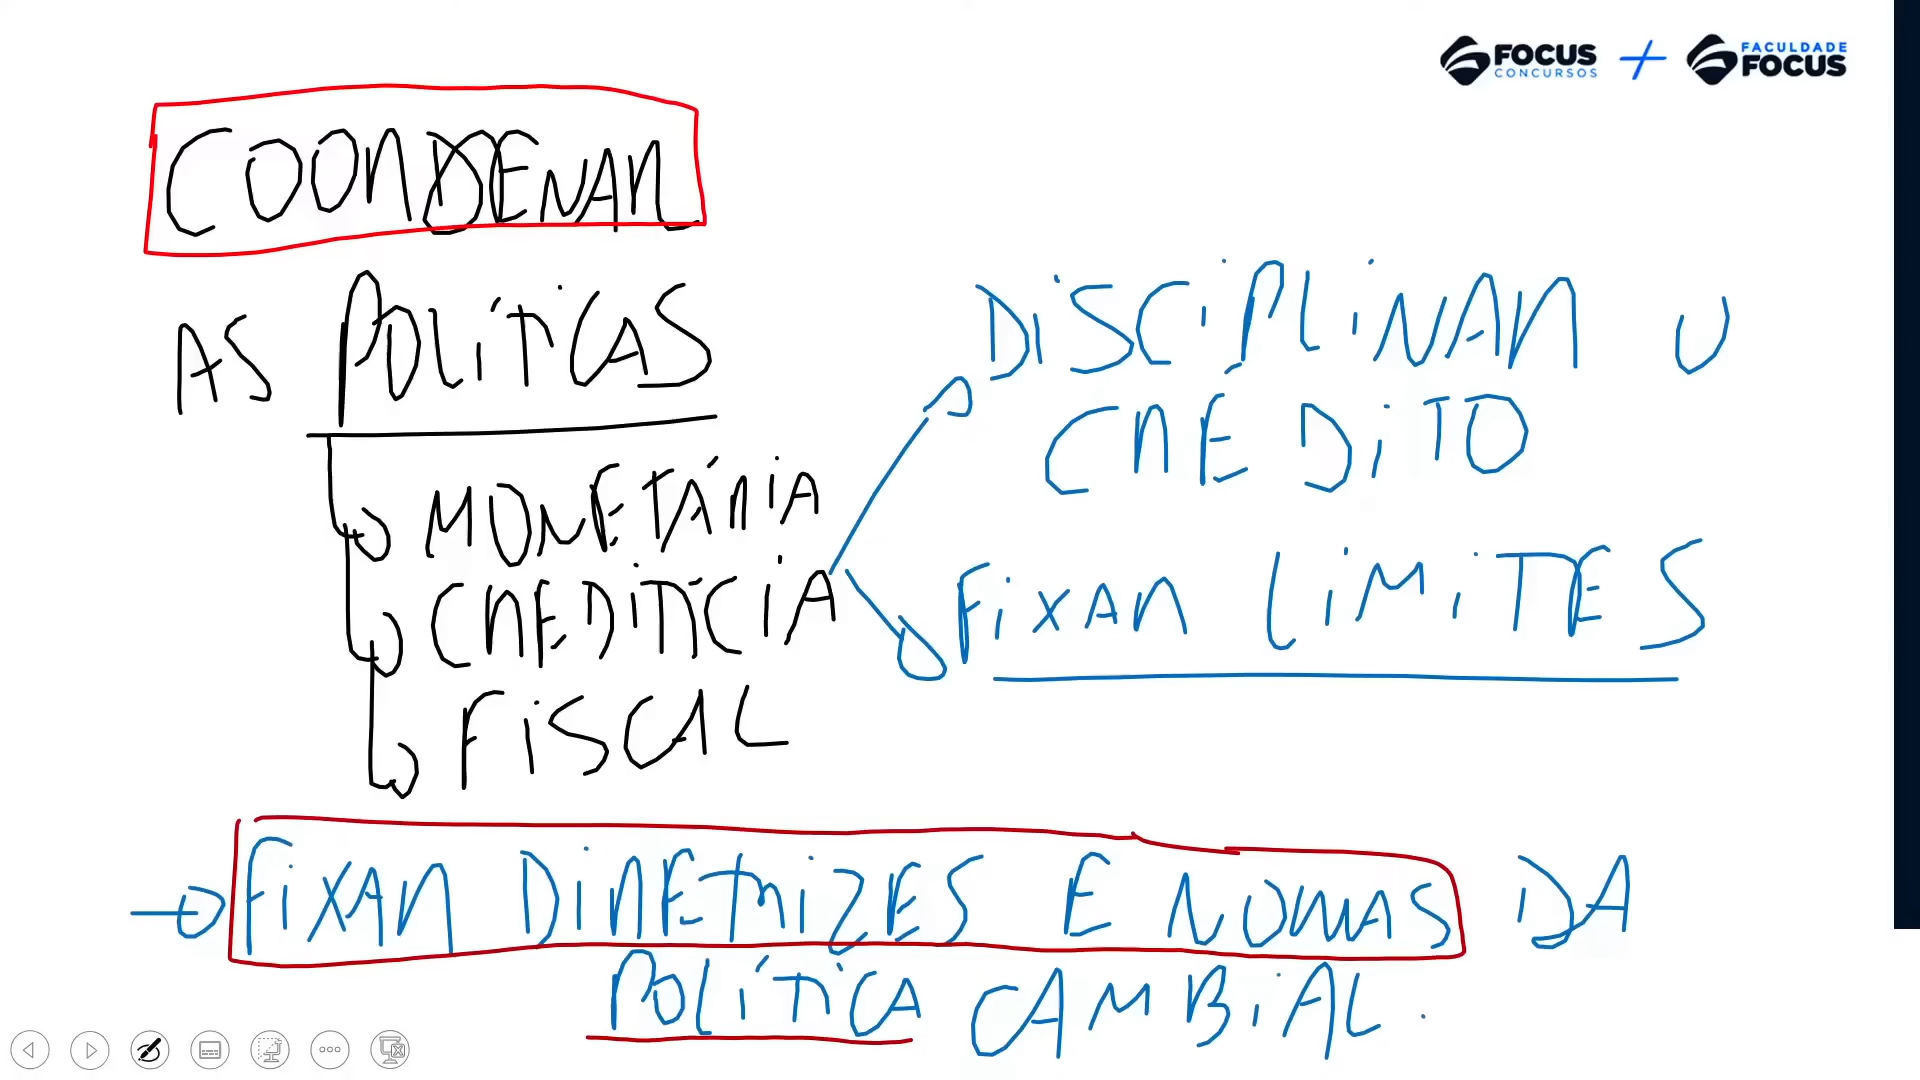 FOCUS CONCURSOS + FACULDADE FOCUS
COORDENAR
AS POLÍTICAS
MONETÁRIA
CREDITÍCIA
FISCAL
DISCIPLINAR O
CRÉDITO
FIXAR LIMITES
FIXAR DIRETRIZES E NOMAS DA
POLÍTICA CAMBIAL.